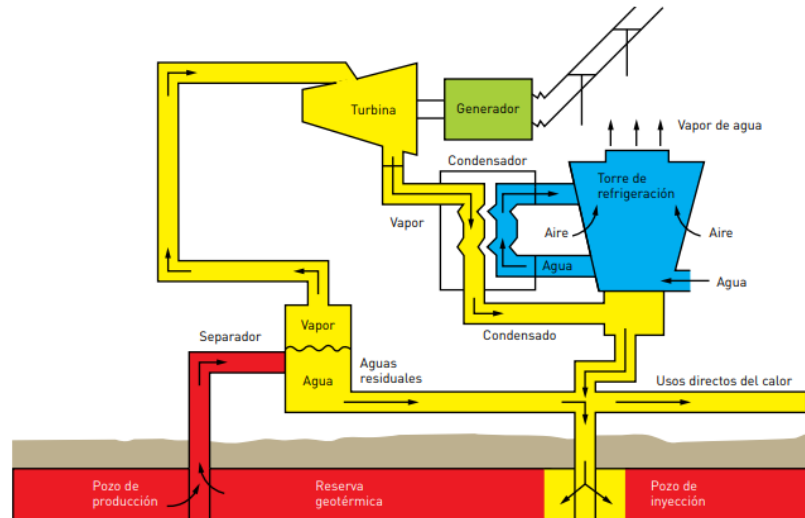 Turbina
Generador
Vapor de agua
Condensador
Torre de
refrigeración
Vapor
Aire
Aire
Agua
Agua
Vapor
Separador
Condensado
Aguas
residuales
Agua
Usos directos del calor
Pozo de
producción
Reserva
geotérmica
Pozo de
inyección